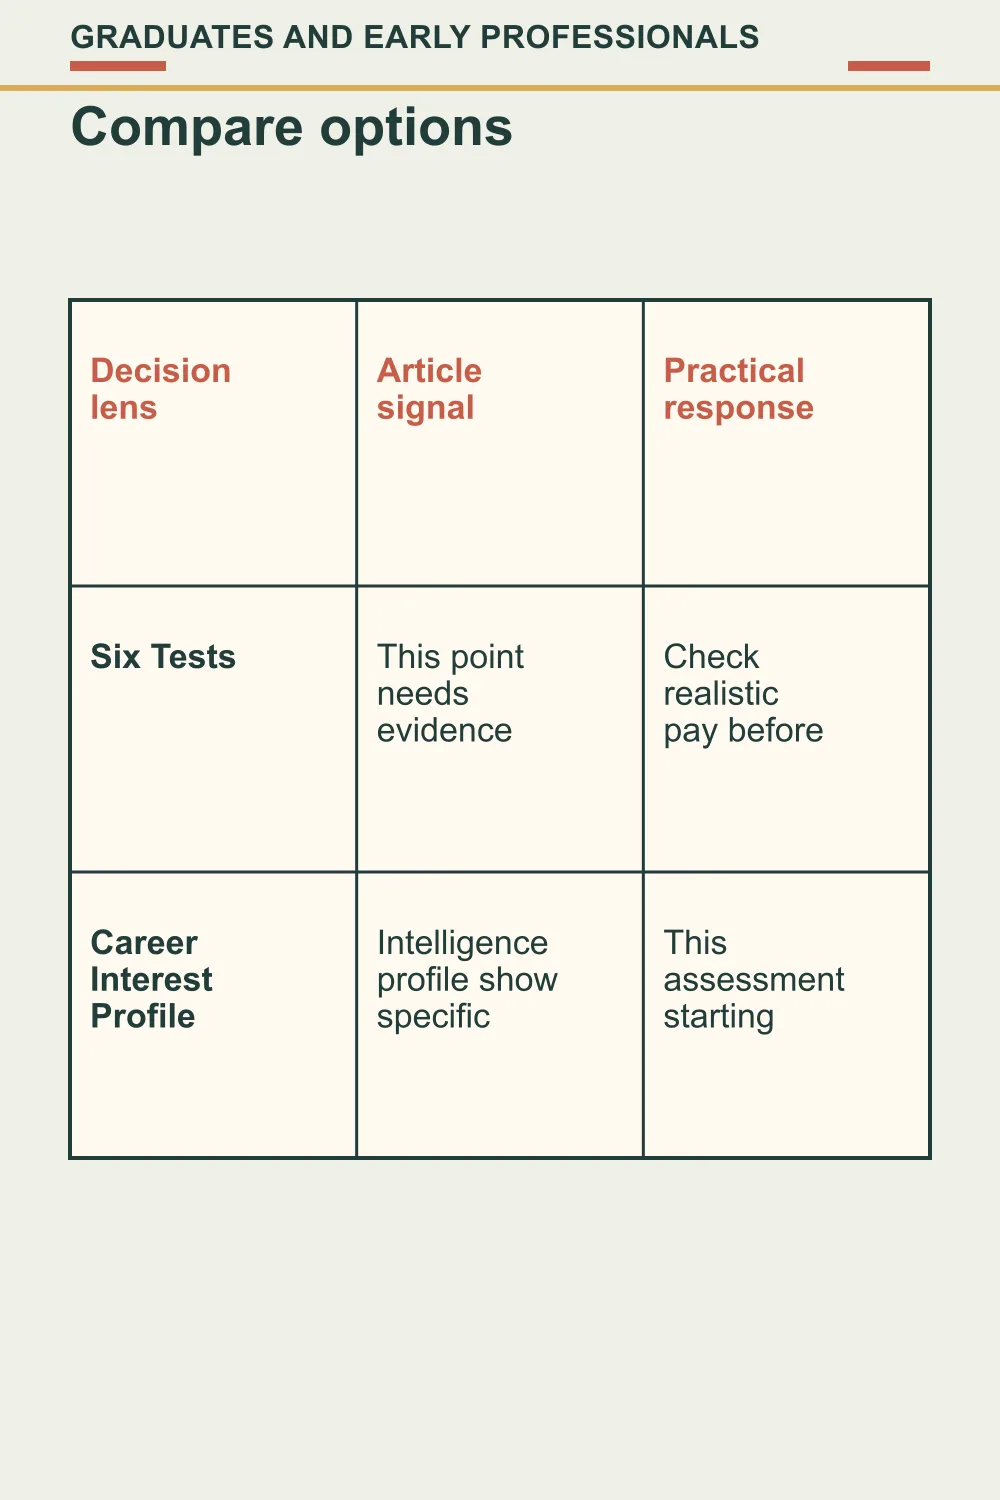 GRADUATES AND EARLY PROFESSIONALS
Compare options
Decision
lens
Article
signal
Practical
response
Six Tests
This point
needs
evidence
Check
realistic
pay before
Career
Interest
Profile
Intelligence
profile show
specific
This
assessment
starting